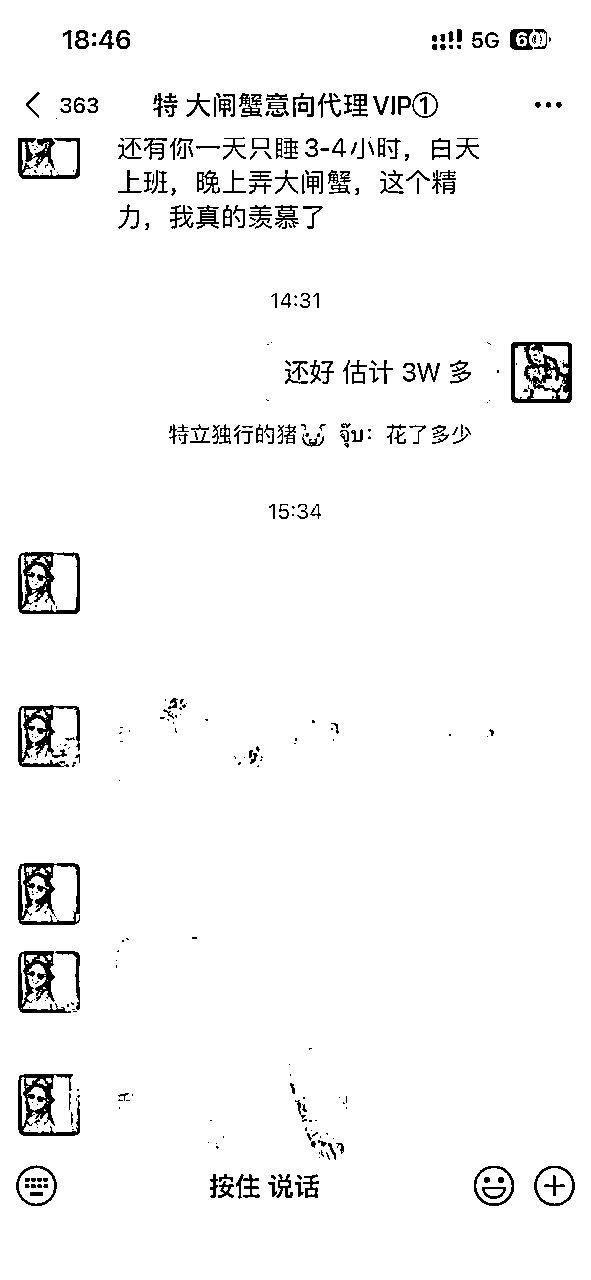 18:46
5G 60
363 特 大闸蟹意向代理VIP①
还有你一天只睡3-4小时，白天
上班，晚上弄大闸蟹，这个精
力，我真的羡慕了
14:31
还好 估计 3W 多
特立独行的猪🐷 จุ๊บ：花了多少
15:34
按住 说话